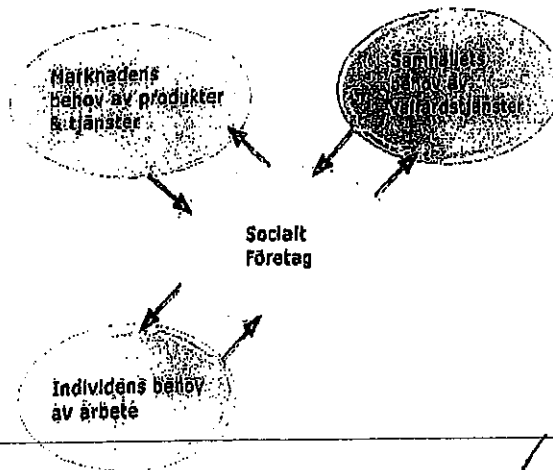 Marknadens
behov av produkter
& tjänster
Samhällets
behov av
välfärdstjänster
Socialt
Företag
Individens behov
av arbete